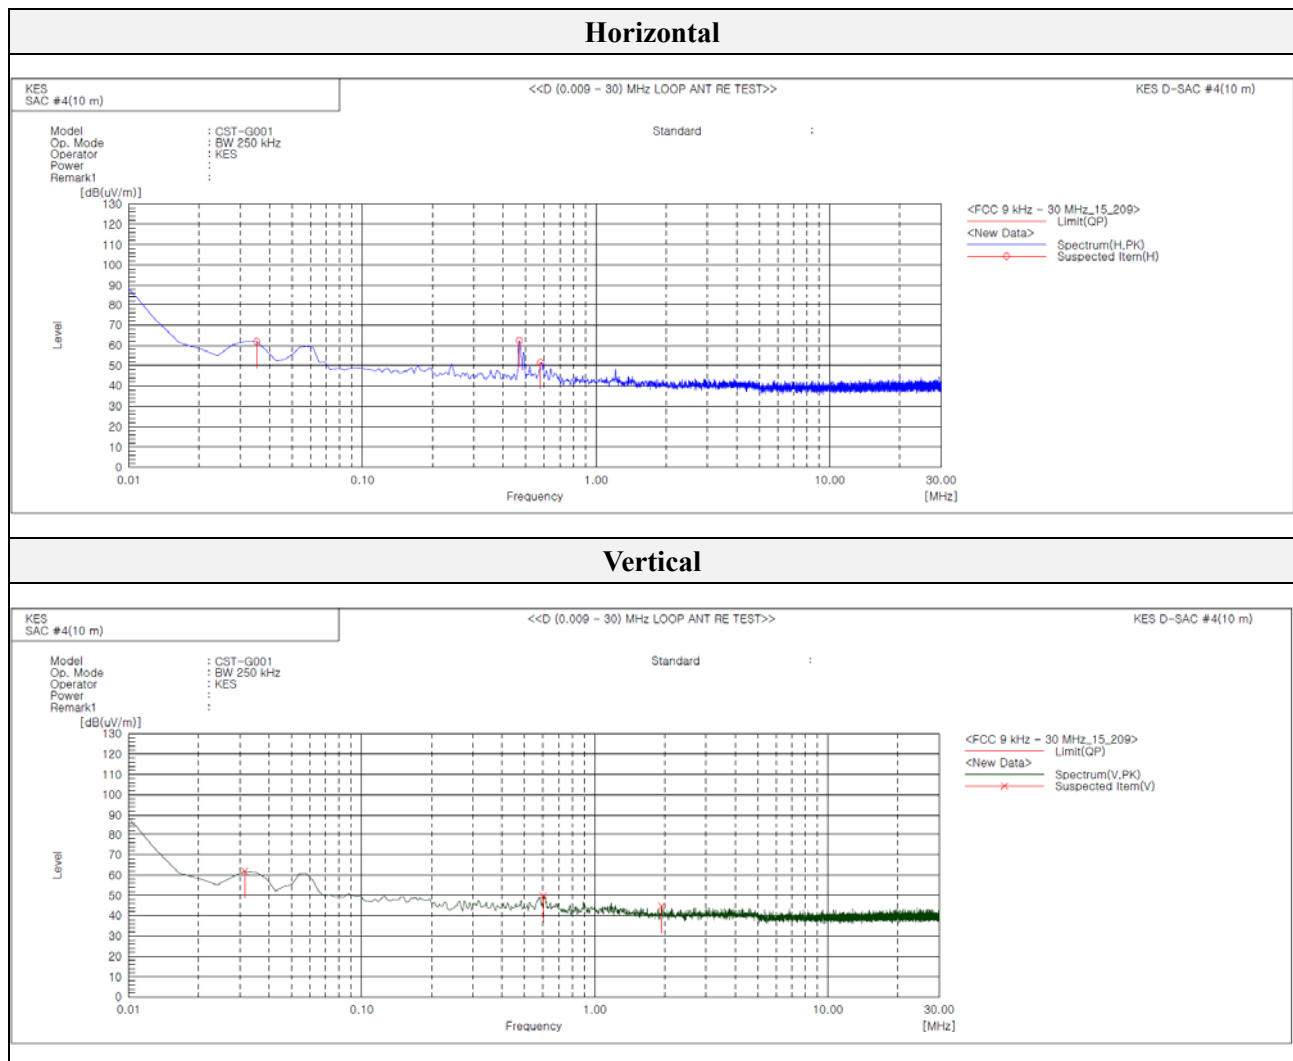 Horizontal
KES
SAC #4(10 m)
<<D (0.009 - 30) MHz LOOP ANT RE TEST>>
KES D-SAC #4(10 m)
Model : CST-G001
Standard :
Op. Mode : BW 250 kHz
Operator : KES
Power :
Remark1 :
[dB(uV/m)]
130
120
110
100
90
80
70
60
50
40
30
20
10
0
Level
0.01 0.10 1.00 10.00 30.00
Frequency [MHz]
<FCC 9 kHz - 30 MHz_15_209>
Limit(QP)
<New Data>
Spectrum(H,PK)
Suspected Item(H)
Vertical
KES
SAC #4(10 m)
<<D (0.009 - 30) MHz LOOP ANT RE TEST>>
KES D-SAC #4(10 m)
Model : CST-G001
Standard :
Op. Mode : BW 250 kHz
Operator : KES
Power :
Remark1 :
[dB(uV/m)]
130
120
110
100
90
80
70
60
50
40
30
20
10
0
Level
0.01 0.10 1.00 10.00 30.00
Frequency [MHz]
<FCC 9 kHz - 30 MHz_15_209>
Limit(QP)
<New Data>
Spectrum(V,PK)
Suspected Item(V)